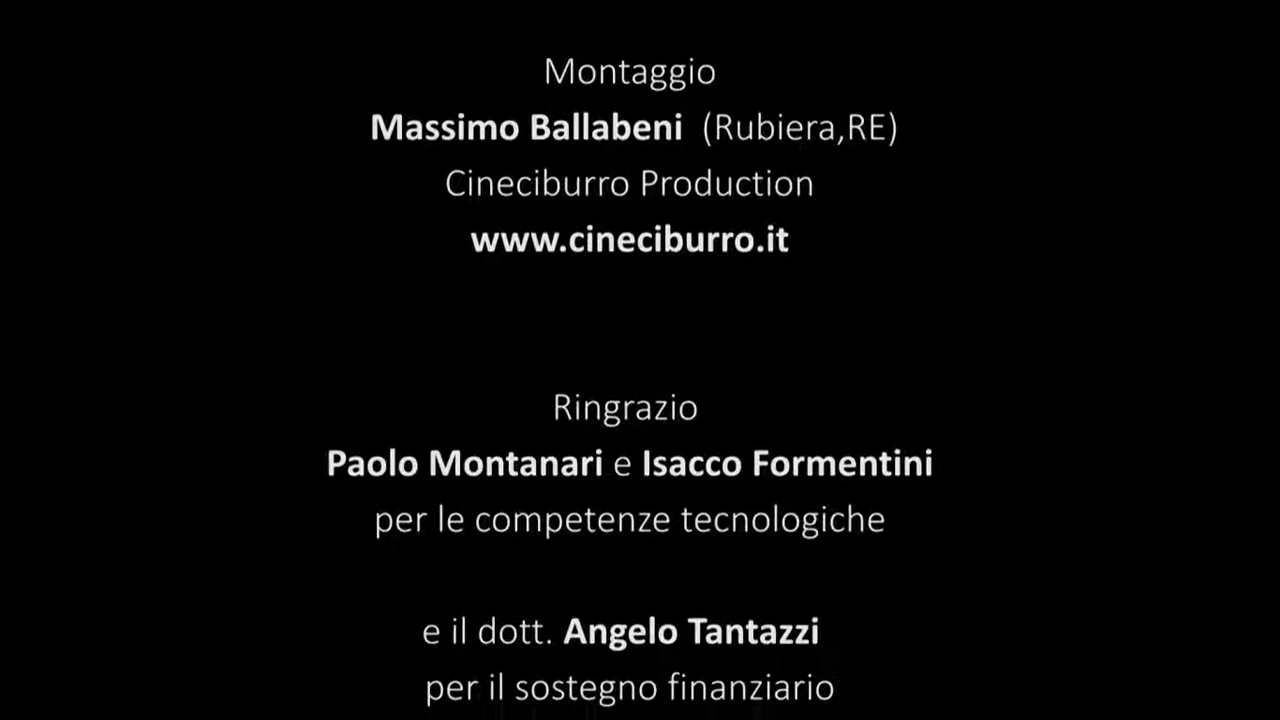 Montaggio
Massimo Ballabeni (Rubiera,RE)
Cineciburro Production
www.cineciburro.it
Ringrazio
Paolo Montanari e Isacco Formentini
per le competenze tecnologiche
e il dott. Angelo Tantazzi
per il sostegno finanziario